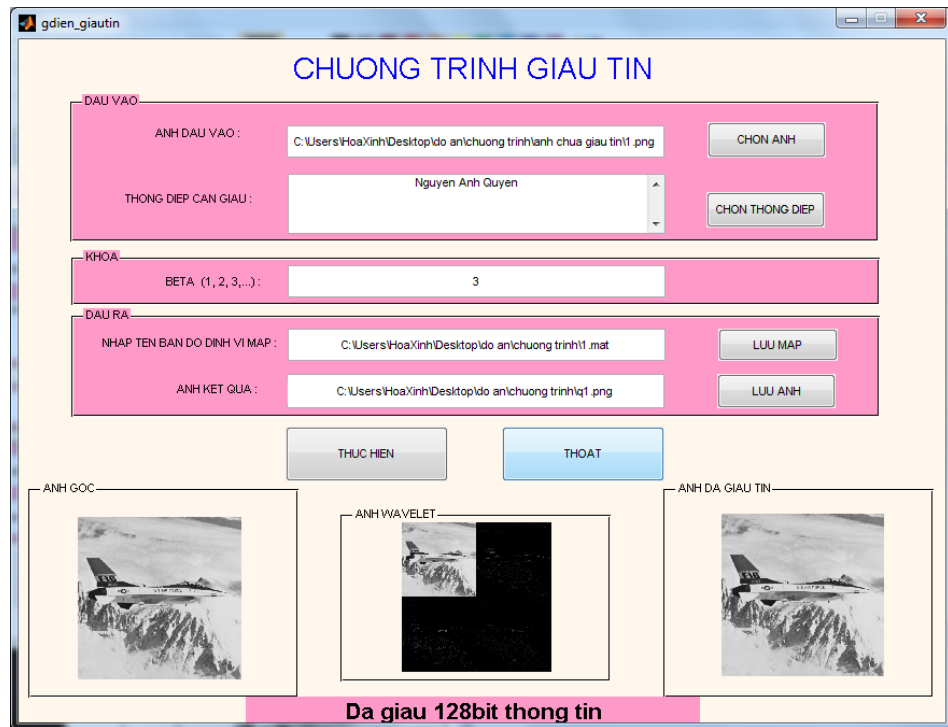 gdien_giautin
CHUONG TRINH GIAU TIN
DAU VAO
ANH DAU VAO :
C:\Users\HoaXinh\Desktop\do an\chuong trinh\anh chua giau tin\1.png
CHON ANH
THONG DIEP CAN GIAU :
Nguyen Anh Quyen
CHON THONG DIEP
KHOA
BETA (1, 2, 3,...) :
3
DAU RA
NHAP TEN BAN DO DINH VI MAP :
C:\Users\HoaXinh\Desktop\do an\chuong trinh\1.mat
LUU MAP
ANH KET QUA :
C:\Users\HoaXinh\Desktop\do an\chuong trinh\q1.png
LUU ANH
THUC HIEN
THOAT
ANH GOC
ANH WAVELET
ANH DA GIAU TIN
Da giau 128bit thong tin